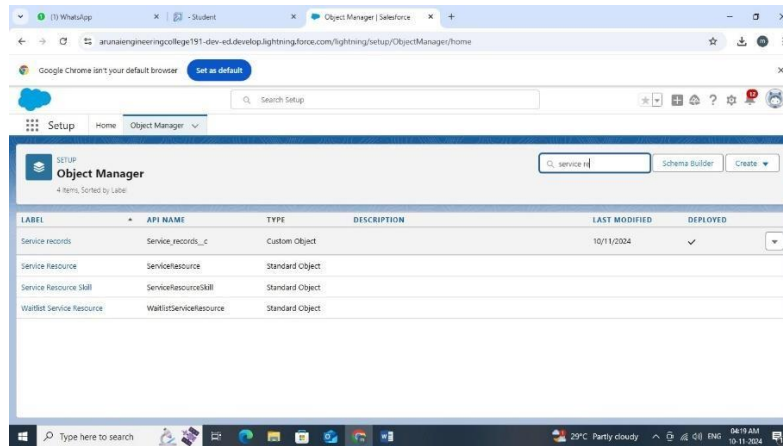 (1) WhatsApp
- Student
Object Manager | Salesforce
arunaiengineeringcollege191-dev-ed.develop.lightning.force.com/lightning/setup/ObjectManager/home
Google Chrome isn't your default browser Set as default
Search Setup
12
Setup Home Object Manager
SETUP
Object Manager
4 Items, Sorted by Label
service re
Schema Builder
Create
LABEL API NAME TYPE DESCRIPTION LAST MODIFIED DEPLOYED
Service records Service_records__c Custom Object 10/11/2024
Service Resource ServiceResource Standard Object
Service Resource Skill ServiceResourceSkill Standard Object
Waitlist Service Resource WaitlistServiceResource Standard Object
Type here to search
29°C Partly cloudy
ENG
04:19 AM
10-11-2024